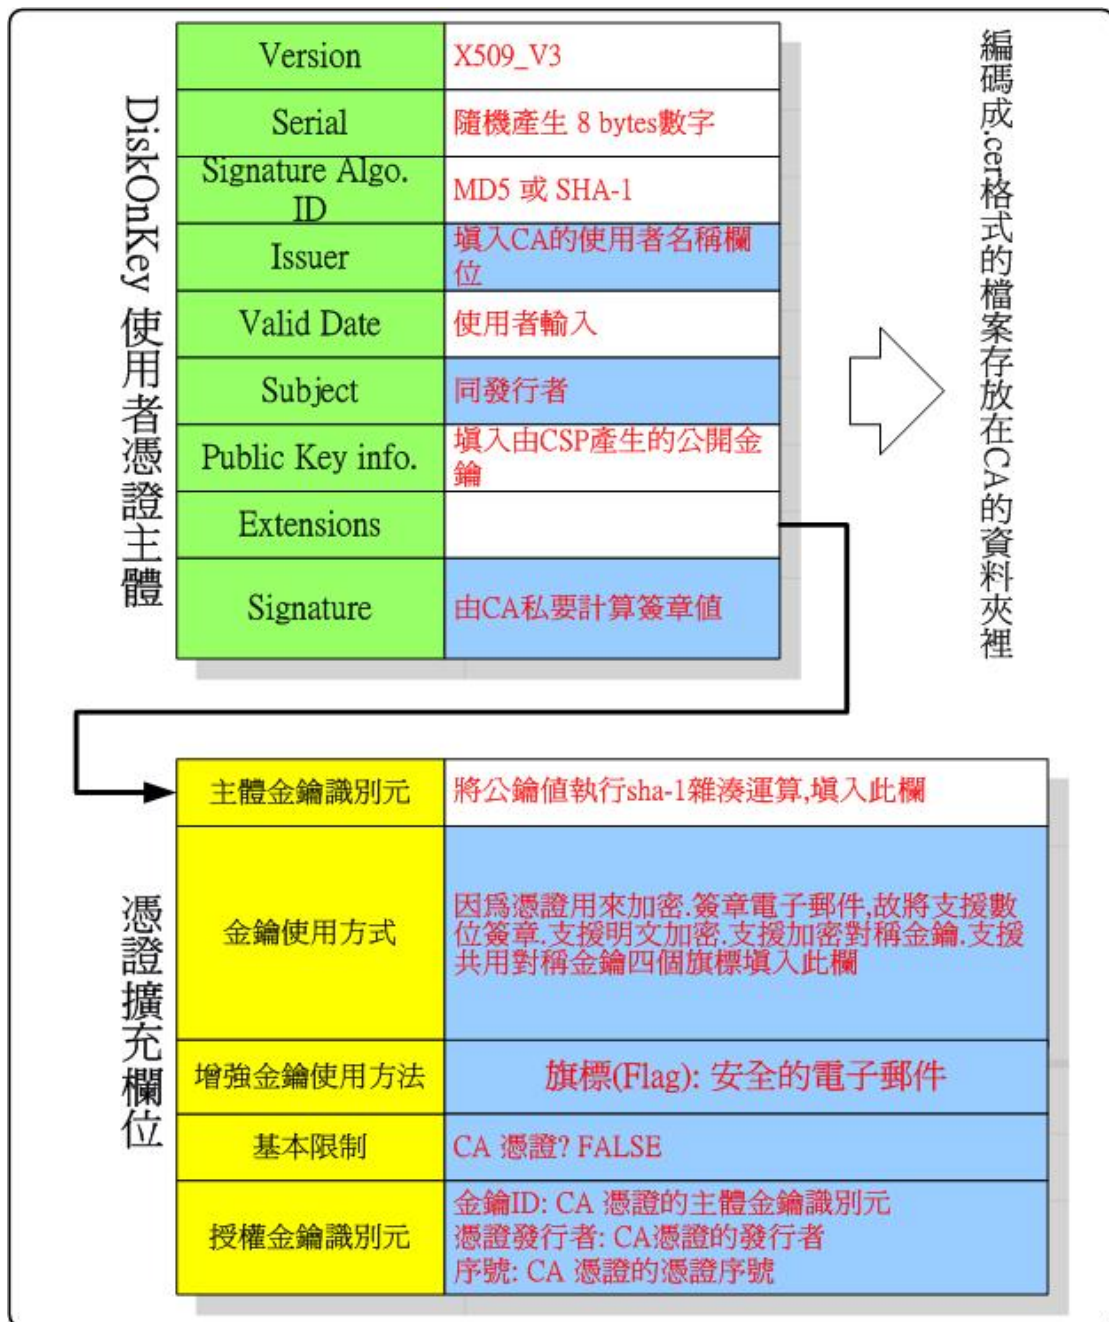 DiskOnKey 使用者憑證主體
Version
X509_V3
Serial
隨機產生 8 bytes數字
Signature Algo.
ID
MD5 或 SHA-1
Issuer
填入CA的使用者名稱欄
位
Valid Date
使用者輸入
Subject
同發行者
Public Key info.
填入由CSP產生的公開金
鑰
Extensions
Signature
由CA私要計算簽章值
編碼成.cer格式的檔案存放在CA的資料夾裡
憑證擴充欄位
主體金鑰識別元
將公鑰值執行sha-1雜湊運算,填入此欄
金鑰使用方式
因爲憑證用來加密.簽章電子郵件,故將支援數
位簽章.支援明文加密.支援加密對稱金鑰.支援
共用對稱金鑰四個旗標填入此欄
增強金鑰使用方法
旗標(Flag): 安全的電子郵件
基本限制
CA 憑證? FALSE
授權金鑰識別元
金鑰ID: CA 憑證的主體金鑰識別元
憑證發行者: CA憑證的發行者
序號: CA 憑證的憑證序號